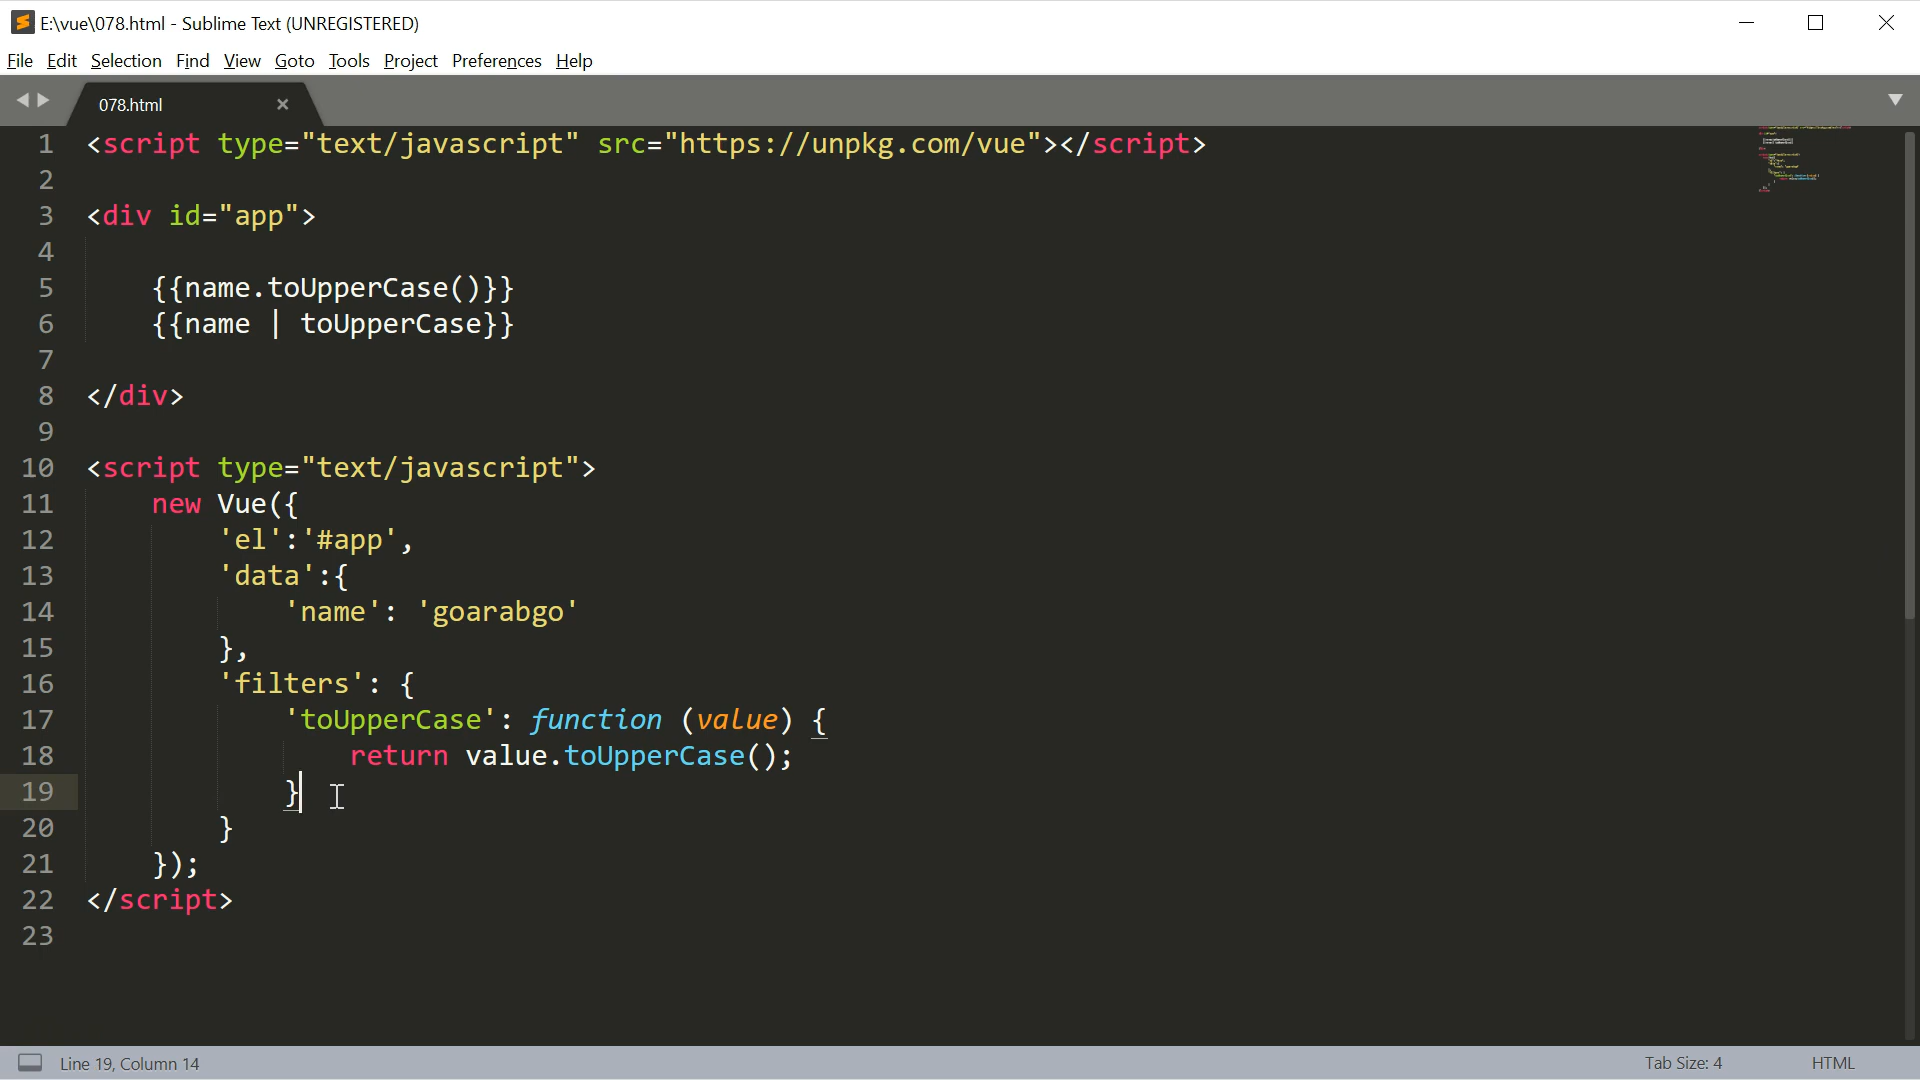 E:\vue\078.html - Sublime Text (UNREGISTERED)
File Edit Selection Find View Goto Tools Project Preferences Help
078.html
1 <script type="text/javascript" src="https://unpkg.com/vue"></script>
2
3 <div id="app">
4
5 {{name.toUpperCase()}}
6 {{name | toUpperCase}}
7
8 </div>
9
10 <script type="text/javascript">
11 new Vue({
12 'el':'#app',
13 'data':{
14 'name': 'goarabgo'
15 },
16 'filters': {
17 'toUpperCase': function (value) {
18 return value.toUpperCase();
19 }
20 }
21 });
22 </script>
23
Line 19, Column 14
Tab Size: 4
HTML